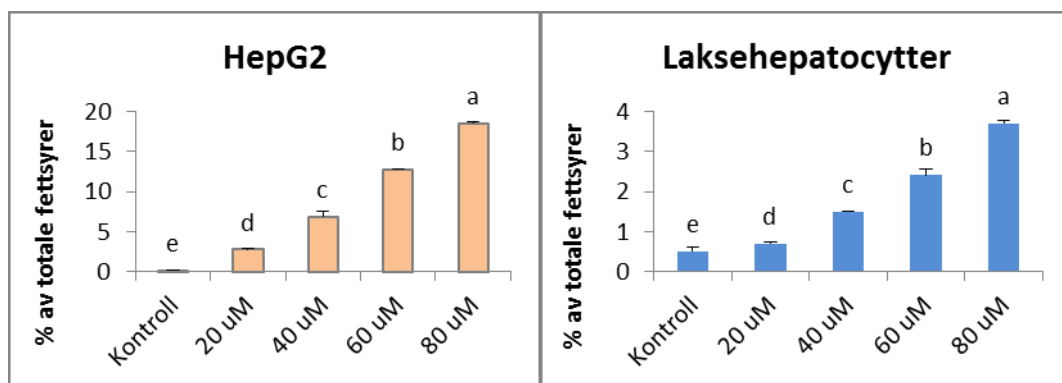 HepG2
% av totale fettsyrer
20
15
10
5
0
e
d
c
b
a
Kontroll
20 uM
40 uM
60 uM
80 uM
Laksehepatocytter
% av totale fettsyrer
4
3
2
1
0
e
d
c
b
a
Kontroll
20 uM
40 uM
60 uM
80 uM